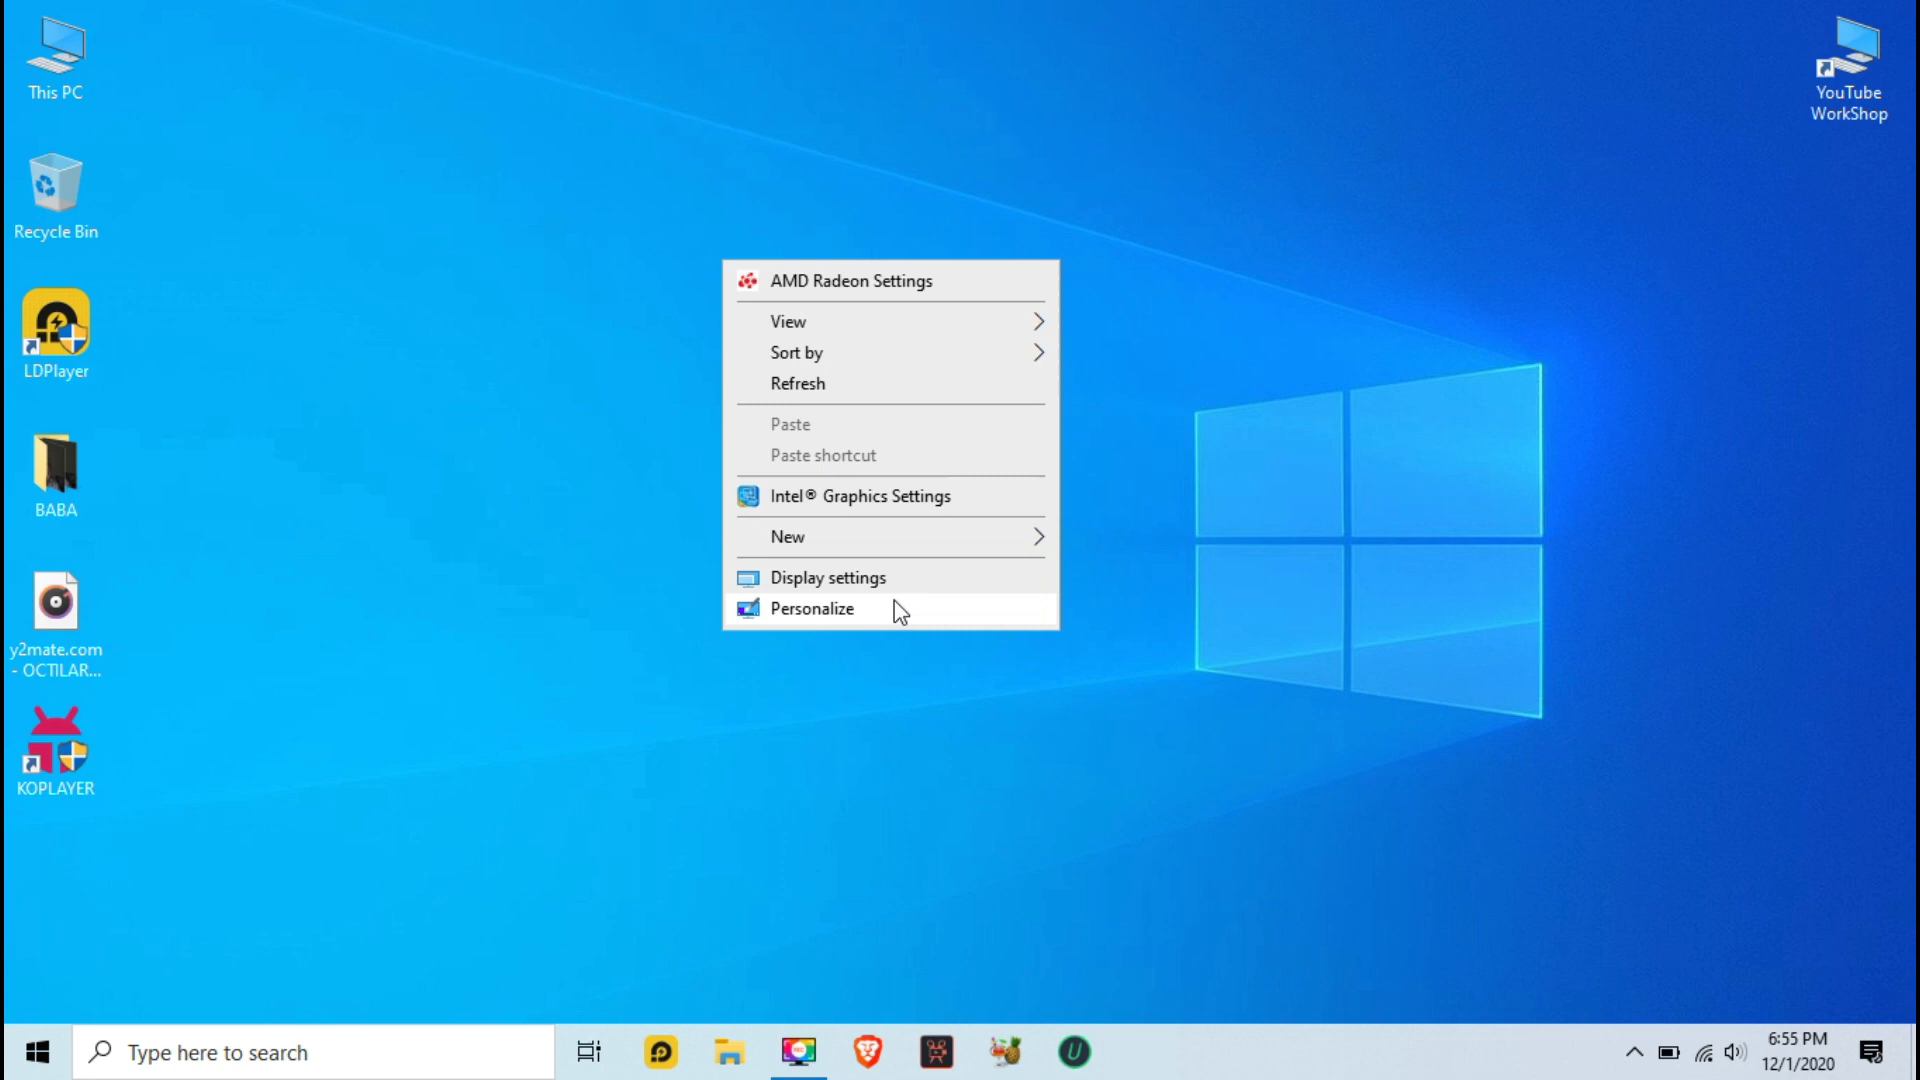 This PC
Recycle Bin
LDPlayer
BABA
y2mate.com
- OCTILAR...
KOPLAYER
YouTube
WorkShop
AMD Radeon Settings
View
Sort by
Refresh
Paste
Paste shortcut
Intel® Graphics Settings
New
Display settings
Personalize
Type here to search
6:55 PM
12/1/2020